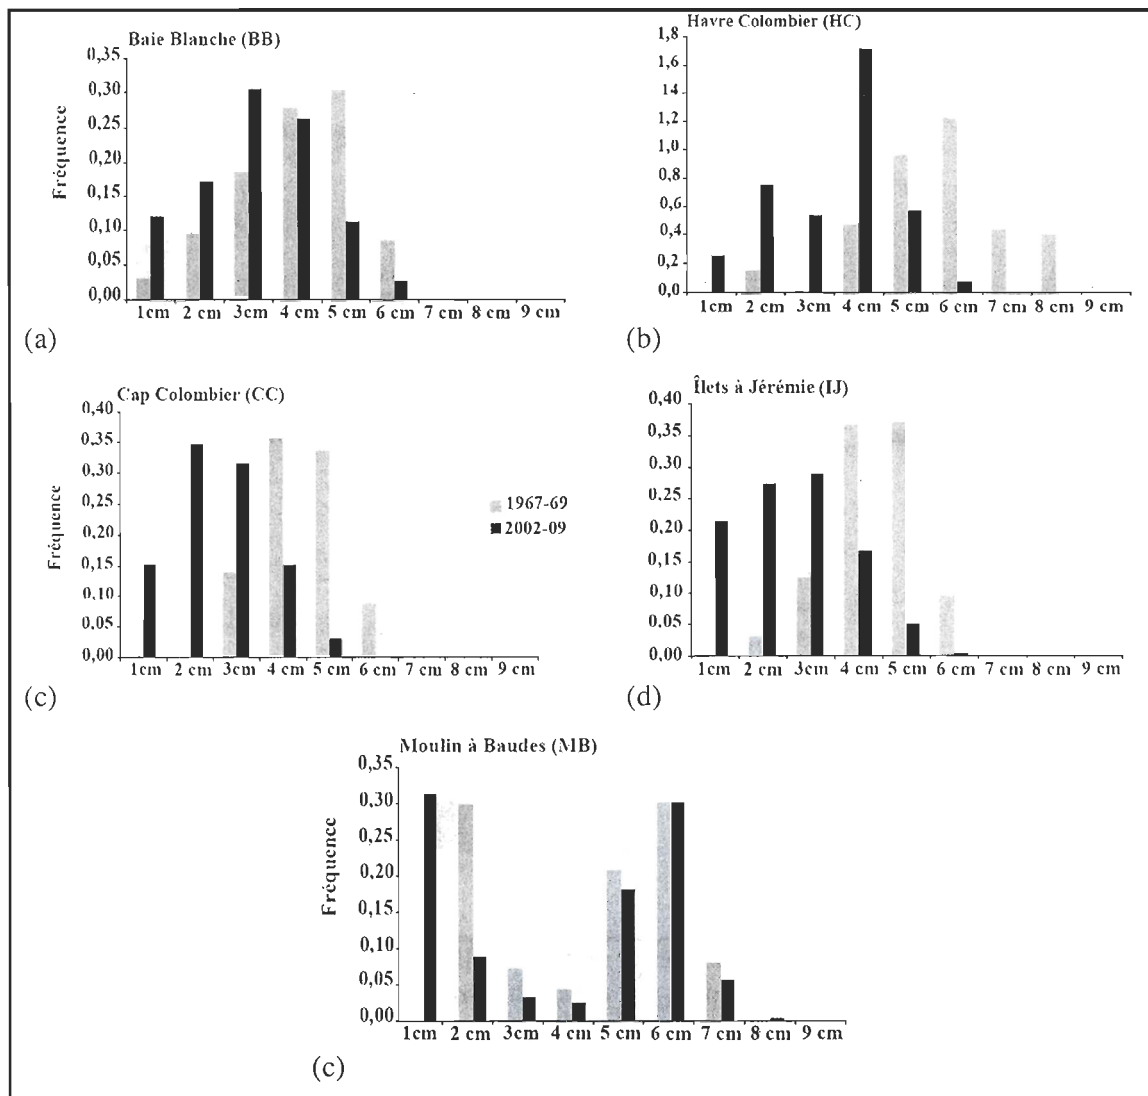 Baie Blanche (BB)
0,35
0,30
0,25
0,20
0,15
0,10
0,05
0,00
Fréquence
1cm 2 cm 3cm 4 cm 5 cm 6 cm 7 cm 8 cm 9 cm
(a)
Havre Colombier (HC)
1,8
1,6
14
1,2
1,0
0,8
0,6
0,4
0,2
0,0
1cm 2 cm 3 cm 4 cm 5 cm 6 cm 7 cm 8 cm 9 cm
(b)
Cap Colombier (CC)
0,40
0,35
0,30
0,25
0,20
0,15
0,10
0,05
0,00
Fréquence
1cm 2 cm 3cm 4 cm 5 cm 6 cm 7 cm 8 cm 9 cm
1967-69
2002-09
(c)
Îlets à Jérémie (IJ)
0,40
0,35
0,30
0,25
0,20
0,15
0,10
0,05
0,00
1cm 2 cm 3cm 4 cm 5 cm 6 cm 7 cm 8 cm 9 cm
(d)
Moulin à Baudes (MB)
0,35
0,30
0,25
0,20
0,15
0,10
0,05
0,00
Fréquence
1cm 2 cm 3cm 4 cm 5 cm 6 cm 7 cm 8 cm 9 cm
(c)